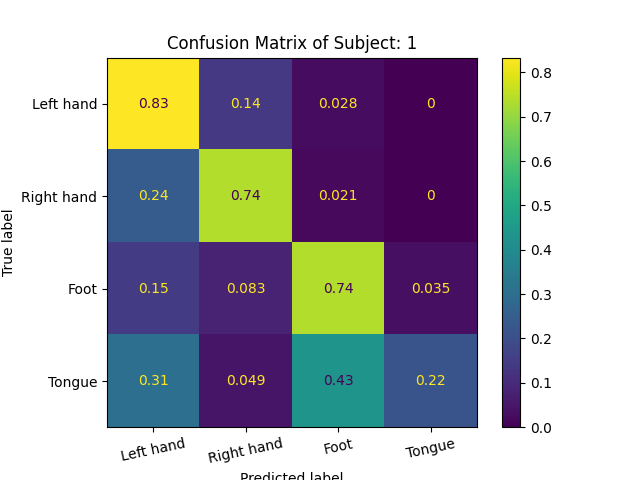 Confusion Matrix of Subject: 1
True label
Left hand 0.83 0.14 0.028 0
Right hand 0.24 0.74 0.021 0
Foot 0.15 0.083 0.74 0.035
Tongue 0.31 0.049 0.43 0.22
Left hand Right hand Foot Tongue
Predicted label
0.8
0.7
0.6
0.5
0.4
0.3
0.2
0.1
0.0